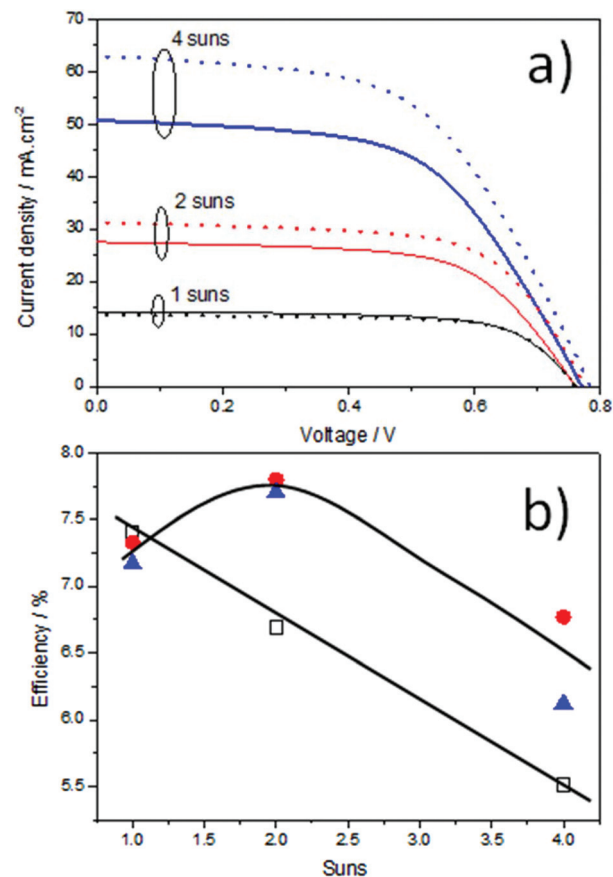 70
60
50
40
30
20
10
0
Current density / mA.cm-2
4 suns
2 suns
1 suns
a)
0.0 0.2 0.4 0.6 0.8
Voltage / V
8.0
7.5
7.0
6.5
6.0
5.5
Efficiency / %
b)
1.0 1.5 2.0 2.5 3.0 3.5 4.0
Suns